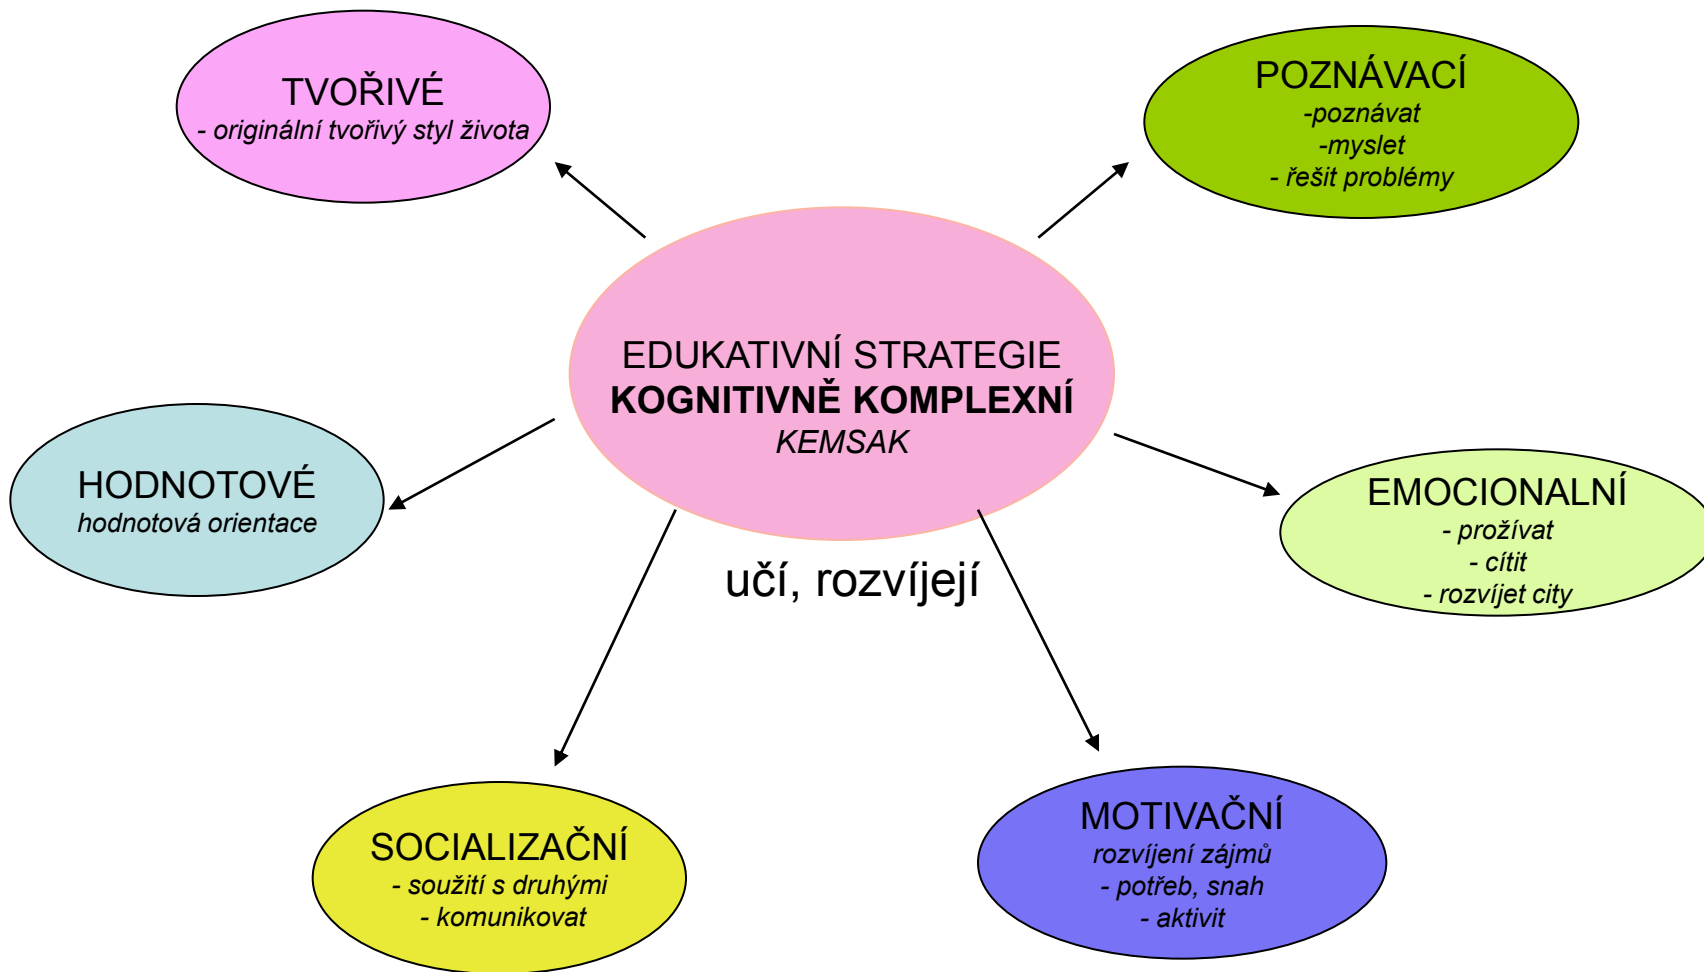 TVOŘIVÉ
- originální tvořivý styl života
POZNÁVACÍ
-poznávat
-myslet
- řešit problémy
EDUKATIVNÍ STRATEGIE
KOGNITIVNĚ KOMPLEXNÍ
KEMSAK
HODNOTOVÉ
hodnotová orientace
EMOCIONALNÍ
- prožívat
- cítit
- rozvíjet city
učí, rozvíjejí
SOCIALIZAČNÍ
- soužití s druhými
- komunikovat
MOTIVAČNÍ
rozvíjení zájmů
- potřeb, snah
- aktivit